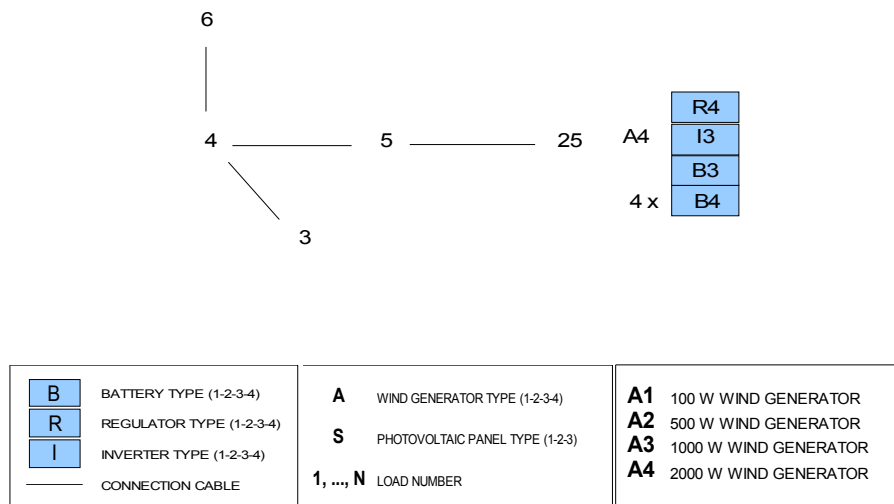 6
4 5 25 A4
3
R4
I3
B3
4 x B4
B BATTERY TYPE (1-2-3-4)
R REGULATOR TYPE (1-2-3-4)
I INVERTER TYPE (1-2-3-4)
CONNECTION CABLE
A WIND GENERATOR TYPE (1-2-3-4)
S PHOTOVOLTAIC PANEL TYPE (1-2-3)
1, ..., N LOAD NUMBER
A1 100 W WIND GENERATOR
A2 500 W WIND GENERATOR
A3 1000 W WIND GENERATOR
A4 2000 W WIND GENERATOR